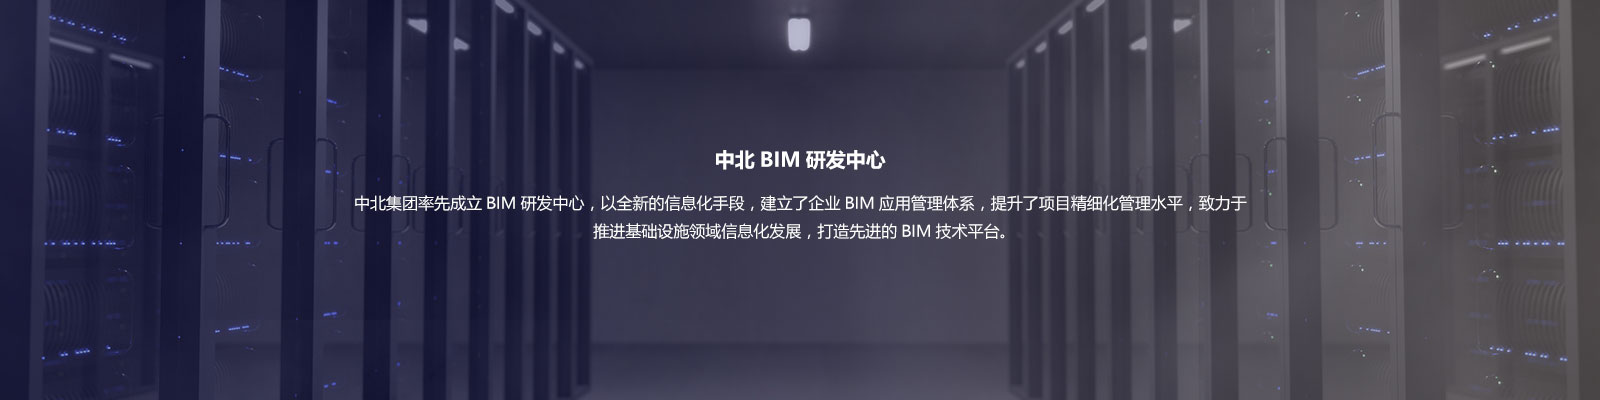 中北 BIM 研发中心
中北集团率先成立 BIM 研发中心，以全新的信息化手段，建立了企业 BIM 应用管理体系，提升了项目精细化管理水平，致力于
推进基础设施领域信息化发展，打造先进的 BIM 技术平台。